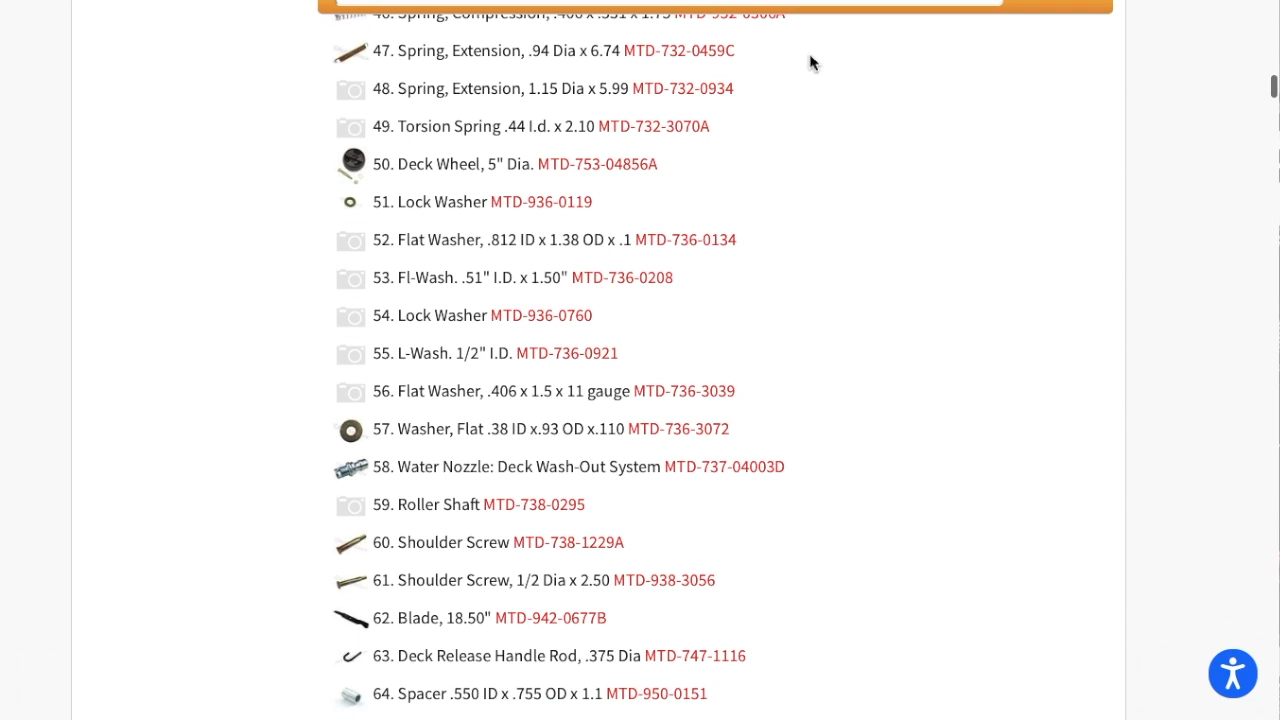 47. Spring, Extension, .94 Dia x 6.74 MTD-732-0459C
48. Spring, Extension, 1.15 Dia x 5.99 MTD-732-0934
49. Torsion Spring .44 I.d. x 2.10 MTD-732-3070A
50. Deck Wheel, 5" Dia. MTD-753-04856A
51. Lock Washer MTD-936-0119
52. Flat Washer, .812 ID x 1.38 OD x .1 MTD-736-0134
53. Fl-Wash. .51" I.D. x 1.50" MTD-736-0208
54. Lock Washer MTD-936-0760
55. L-Wash. 1/2" I.D. MTD-736-0921
56. Flat Washer, .406 x 1.5 x 11 gauge MTD-736-3039
57. Washer, Flat .38 ID x.93 OD x.110 MTD-736-3072
58. Water Nozzle: Deck Wash-Out System MTD-737-04003D
59. Roller Shaft MTD-738-0295
60. Shoulder Screw MTD-738-1229A
61. Shoulder Screw, 1/2 Dia x 2.50 MTD-938-3056
62. Blade, 18.50" MTD-942-0677B
63. Deck Release Handle Rod, .375 Dia MTD-747-1116
64. Spacer .550 ID x .755 OD x 1.1 MTD-950-0151